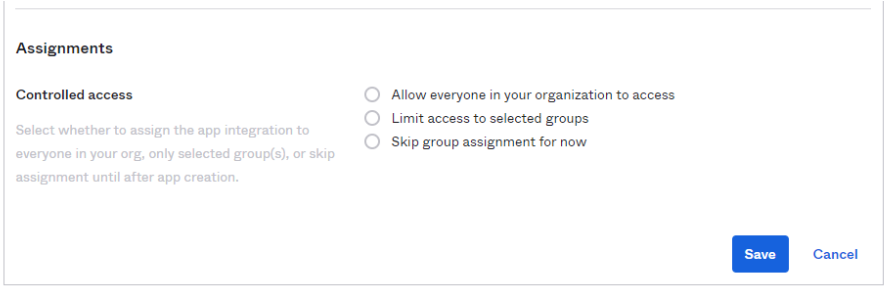 Assignments
Controlled access
Select whether to assign the app integration to
everyone in your org, only selected group(s), or skip
assignment until after app creation.
Allow everyone in your organization to access
Limit access to selected groups
Skip group assignment for now
Save
Cancel